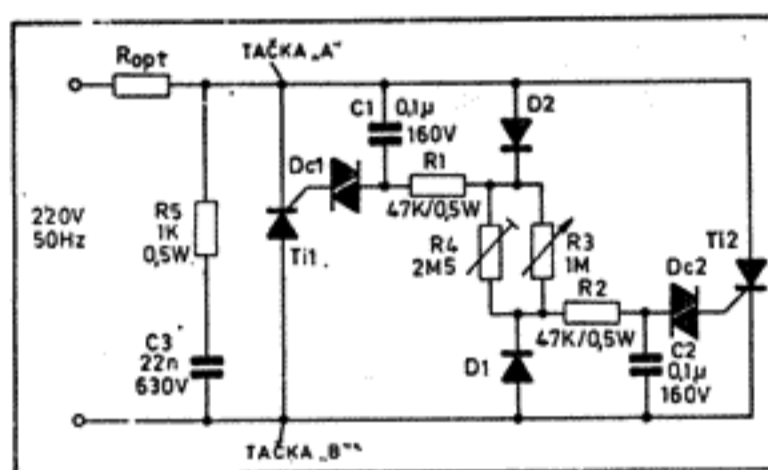 TAČKA „A"
Ropt
C1 0,1µ
160V
D2
Dc1
R1
47K/0,5W
220V
50Hz
R5
1K
0,5W
Ti1
R4
2M5
R3
1M
Ti2
Dc2
R2
47K/0,5W
C3
22n
630V
D1
C2
0,1µ
160V
TAČKA „B"